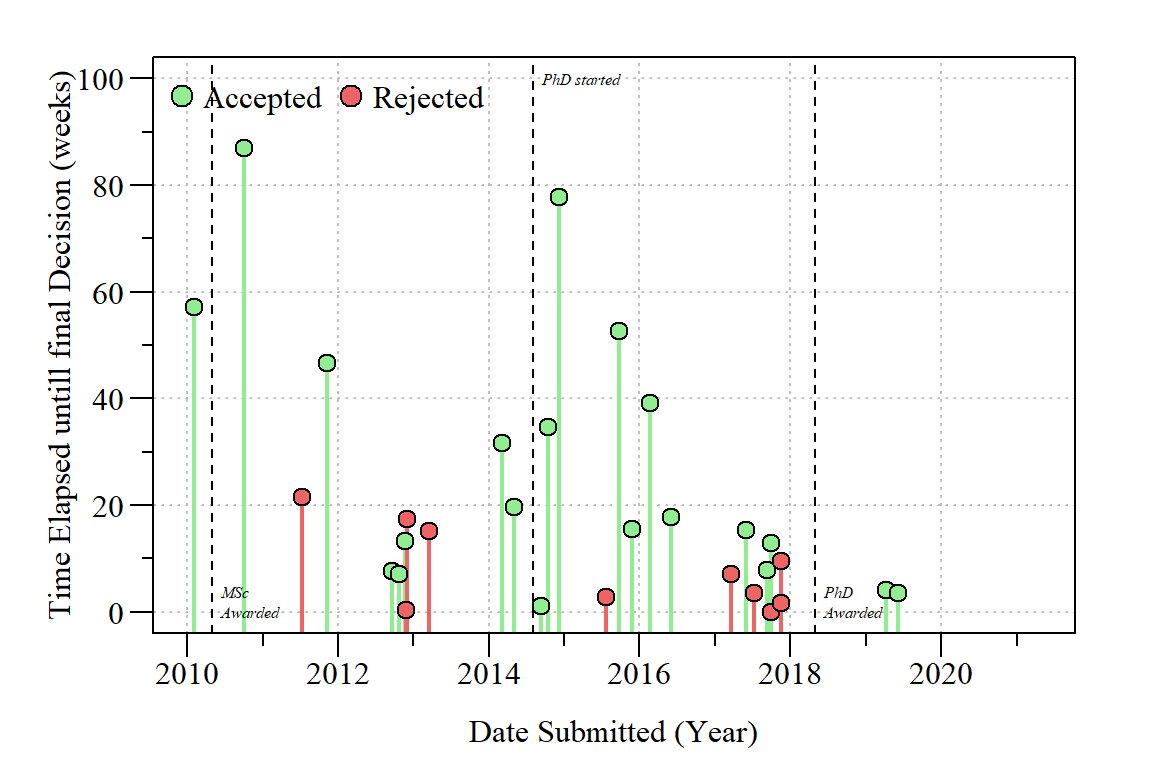 Time Elapsed untill final Decision (weeks)
100
80
60
40
20
0
Accepted Rejected
PhD started
MSc
Awarded
PhD
Awarded
2010 2012 2014 2016 2018 2020
Date Submitted (Year)